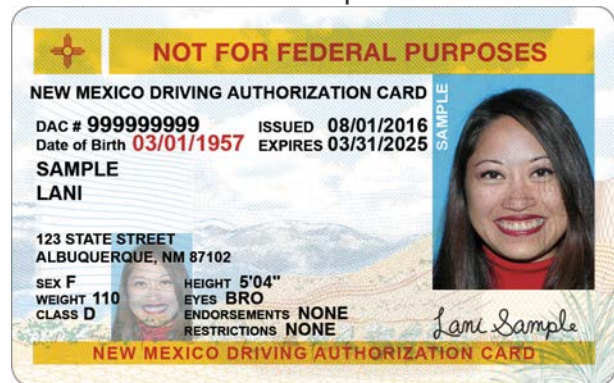 NOT FOR FEDERAL PURPOSES
NEW MEXICO DRIVING AUTHORIZATION CARD
DAC # 999999999 ISSUED 08/01/2016
Date of Birth 03/01/1957 EXPIRES 03/31/2025
SAMPLE
SAMPLE
LANI
123 STATE STREET
ALBUQUERQUE, NM 87102
SEX F HEIGHT 5'04"
WEIGHT 110 EYES BRO
CLASS D ENDORSEMENTS NONE
RESTRICTIONS NONE
Lani Sample
NEW MEXICO DRIVING AUTHORIZATION CARD